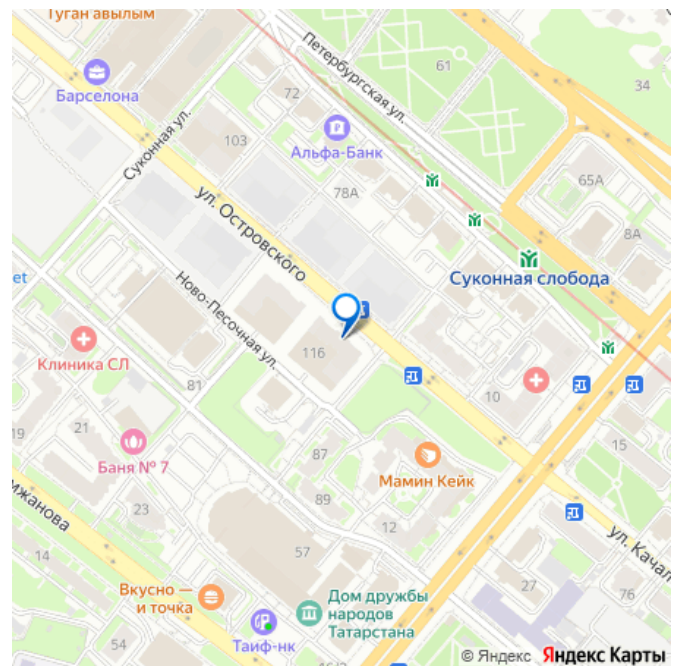 Туган авылым
Петербургская ул.
61
34
Барселона
72
103
Альфа-Банк
Суконная ул.
78А
65А
8А
ул. Островского
Суконная слобода
et
Ново-Песочная ул.
Клиника СЛ
116
81
10
19
21
87
15
Баня № 7
Мамин Кейк
89
23
12
57
14
ул. Качал
27
76
Вкусно —
и точка
Дом дружбы
народов
Татарстана
Таиф-нк
54
16/2
© Яндекс Яндекс Карты